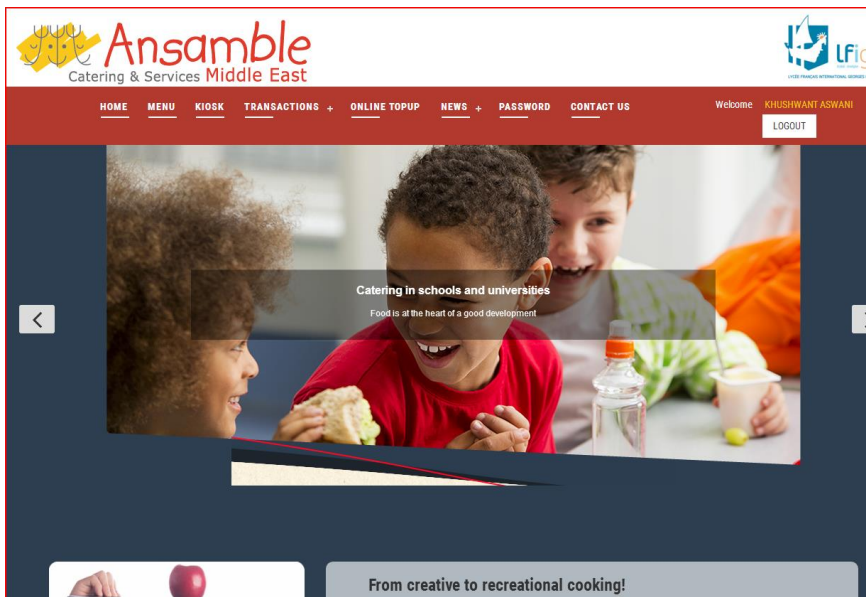 Ansamble
Catering & Services Middle East
LFi
HOME MENU KIOSK TRANSACTIONS + ONLINE TOPUP NEWS + PASSWORD CONTACT US
Welcome KHUSHWANT ASWANI
LOGOUT
Catering in schools and universities
Food is at the heart of a good development
From creative to recreational cooking!